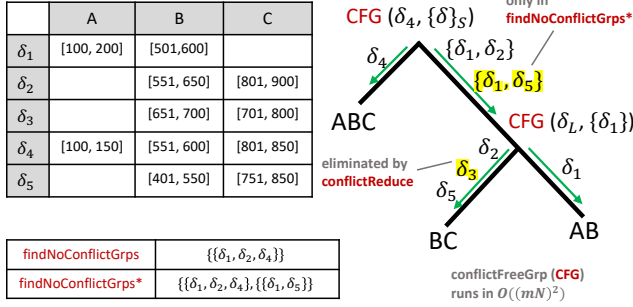 A B C
δ₁ [100, 200] [501,600]
δ₂ [551, 650] [801, 900]
δ₃ [651, 700] [701, 800]
δ₄ [100, 150] [551, 600] [801, 850]
δ₅ [401, 550] [751, 850]
findNoConflictGrps {{δ₁, δ₂, δ₄}}
findNoConflictGrps* {{δ₁, δ₂, δ₄},{{δ₁, δ₅}}
only in
findNoConflictGrps*
CFG (δ₄, {δ}ₛ)
δ₄
{δ₁, δ₂}
{δ₁, δ₅}
ABC
CFG (δ_L, {δ₁})
eliminated by
conflictReduce
δ₂
δ₃
δ₅
δ₁
BC
AB
conflictFreeGrp (CFG)
runs in O((mN)²)